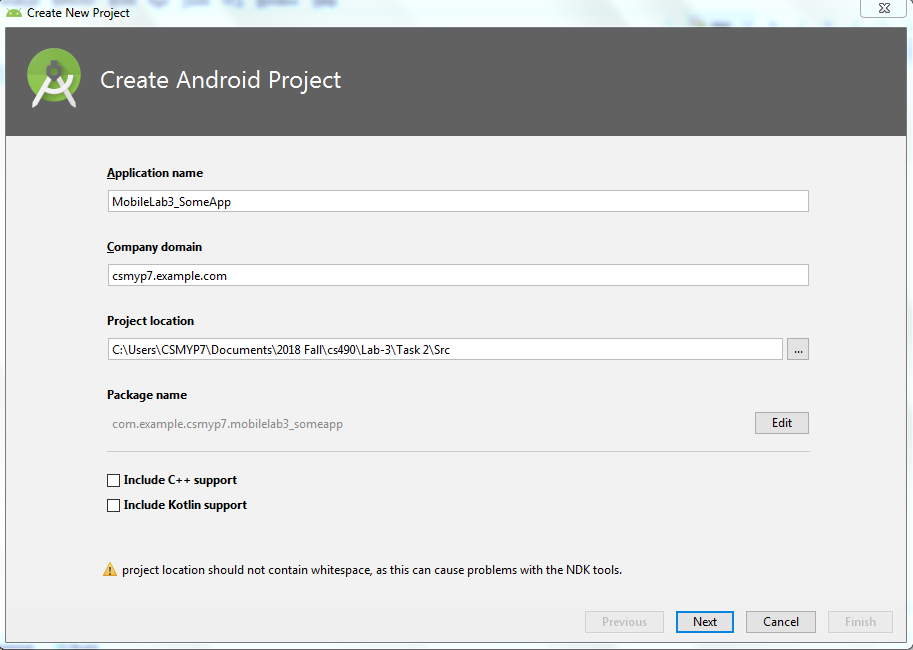 Create New Project
Create Android Project
Application name
MobileLab3_SomeApp
Company domain
csmyp7.example.com
Project location
C:\Users\CSMYP7\Documents\2018 Fall\cs490\Lab-3\Task 2\Src
...
Package name
com.example.csmyp7.mobilelab3_someapp
Edit
Include C++ support
Include Kotlin support
project location should not contain whitespace, as this can cause problems with the NDK tools.
Previous Next Cancel Finish